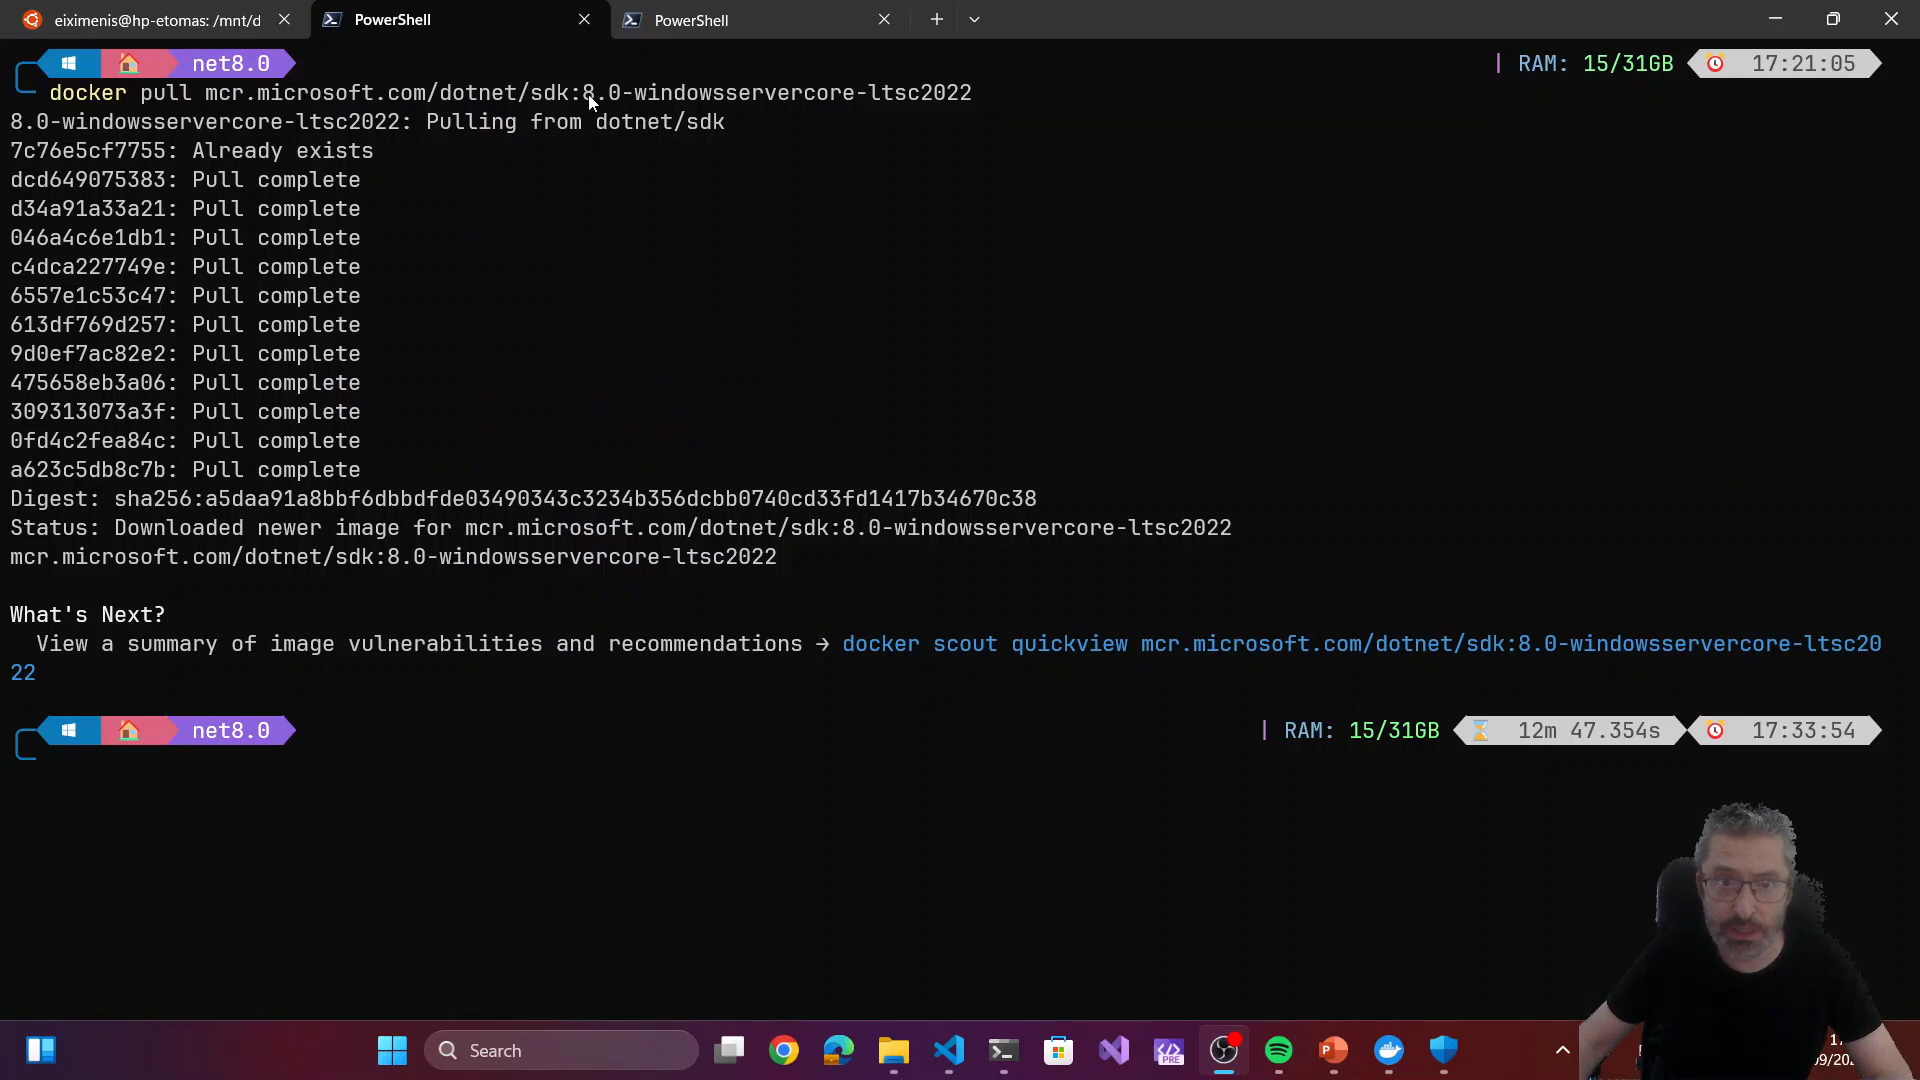 eiximenis@hp-etomas: /mnt/d
PowerShell
PowerShell
net8.0
RAM: 15/31GB
17:21:05
docker pull mcr.microsoft.com/dotnet/sdk:8.0-windowsservercore-ltsc2022
8.0-windowsservercore-ltsc2022: Pulling from dotnet/sdk
7c76e5cf7755: Already exists
dcd649075383: Pull complete
d34a91a33a21: Pull complete
046a4c6e1db1: Pull complete
c4dca227749e: Pull complete
6557e1c53c47: Pull complete
613df769d257: Pull complete
9d0ef7ac82e2: Pull complete
475658eb3a06: Pull complete
309313073a3f: Pull complete
0fd4c2fea84c: Pull complete
a623c5db8c7b: Pull complete
Digest: sha256:a5daa91a8bbf6dbbdfde03490343c3234b356dcbb0740cd33fd1417b34670c38
Status: Downloaded newer image for mcr.microsoft.com/dotnet/sdk:8.0-windowsservercore-ltsc2022
mcr.microsoft.com/dotnet/sdk:8.0-windowsservercore-ltsc2022
What's Next?
View a summary of image vulnerabilities and recommendations → docker scout quickview mcr.microsoft.com/dotnet/sdk:8.0-windowsservercore-ltsc20
22
net8.0
RAM: 15/31GB
12m 47.354s
17:33:54
Search
PRE